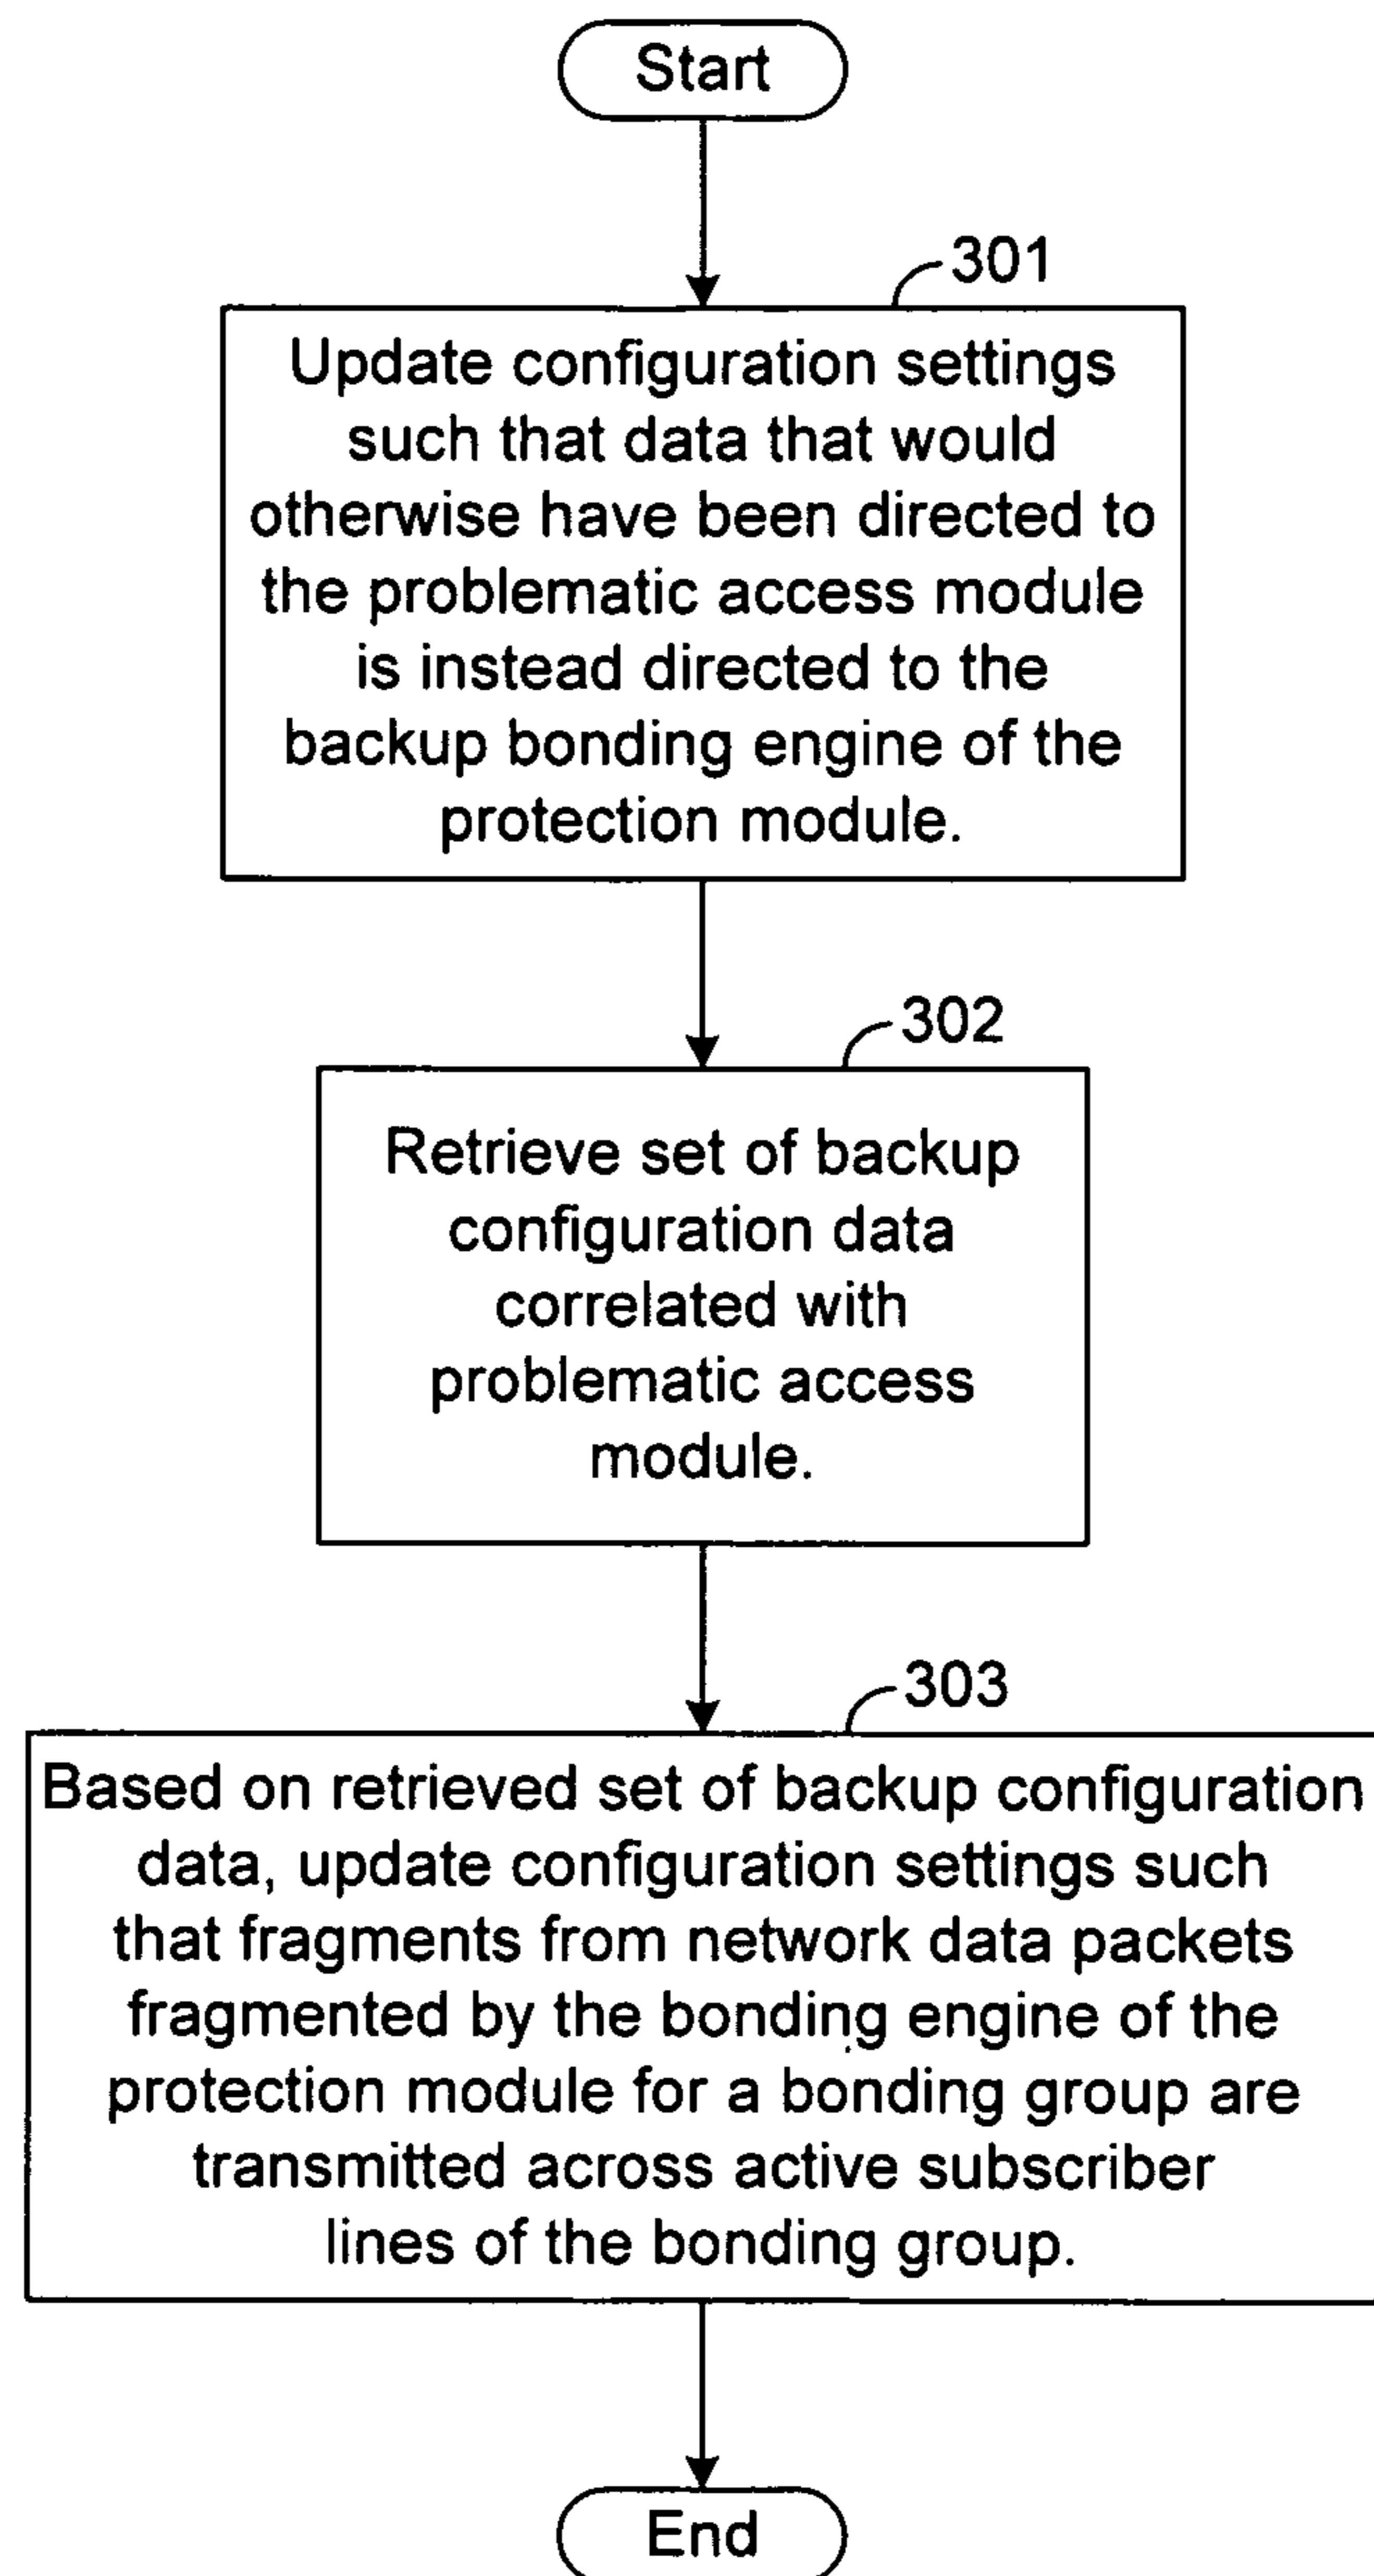 Start
301
Update configuration settings
such that data that would
otherwise have been directed to
the problematic access module
is instead directed to the
backup bonding engine of the
protection module.
302
Retrieve set of backup
configuration data
correlated with
problematic access
module.
303
Based on retrieved set of backup configuration
data, update configuration settings such
that fragments from network data packets
fragmented by the bonding engine of the
protection module for a bonding group are
transmitted across active subscriber
lines of the bonding group.
End